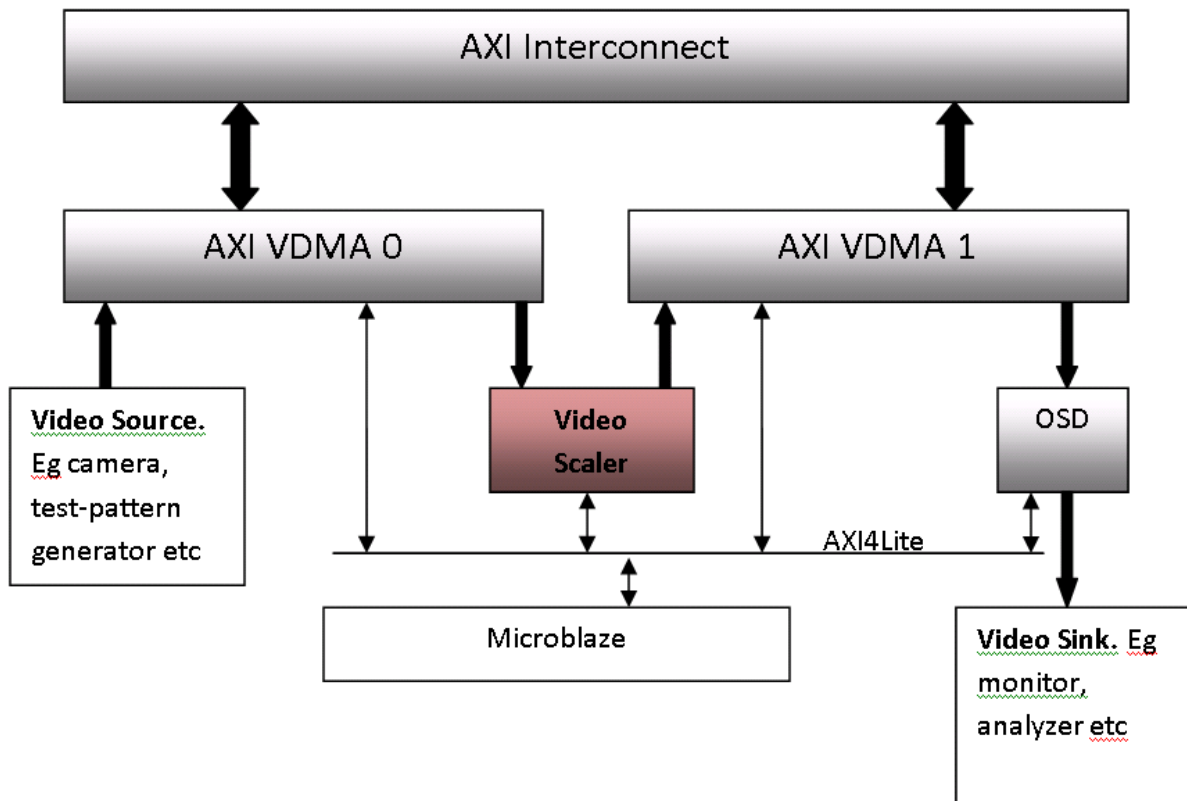 AXI Interconnect
AXI VDMA 0
AXI VDMA 1
Video Source.
Eg camera,
test-pattern
generator etc
Video
Scaler
OSD
AXI4Lite
Microblaze
Video Sink. Eg
monitor,
analyzer etc